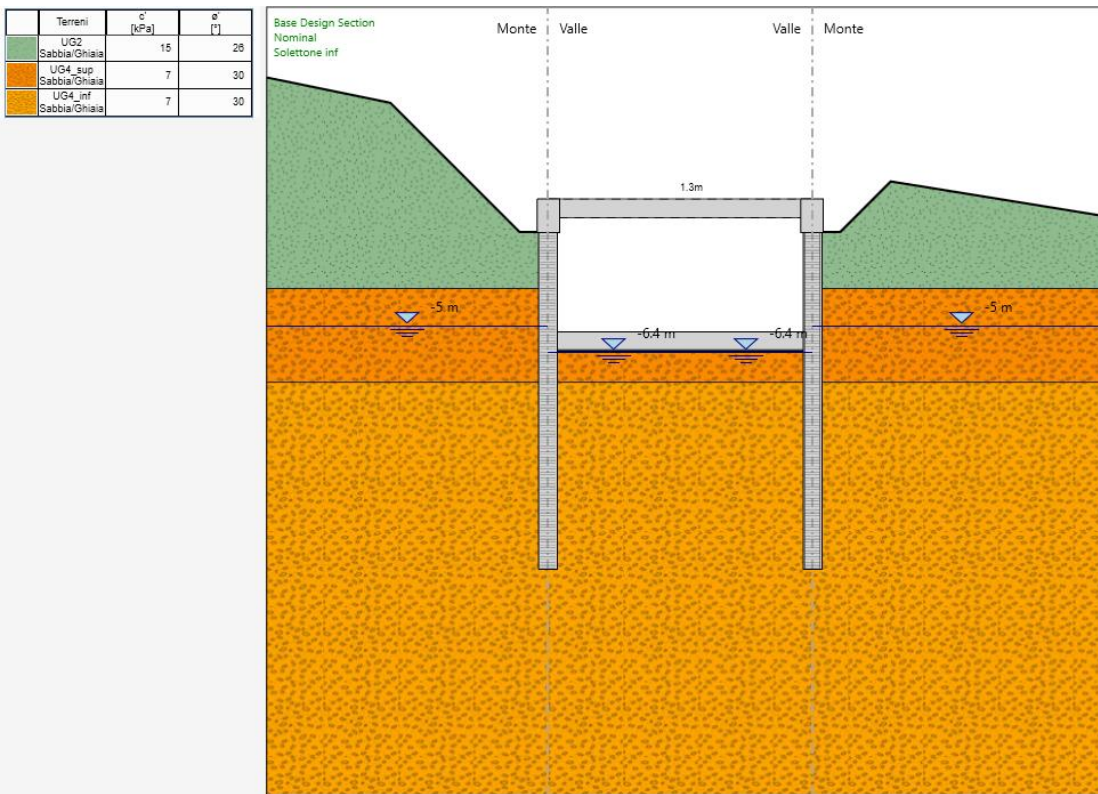 Terreni c' ø'
[kPa] [°]
UG2
Sabbia/Ghiaia 15 26
UG4_sup
Sabbia/Ghiaia 7 30
UG4_inf
Sabbia/Ghiaia 7 30
Base Design Section
Nominal
Solettone inf
Monte Valle Valle Monte
1.3m
-5 m -5 m
-6.4 m -6.4 m